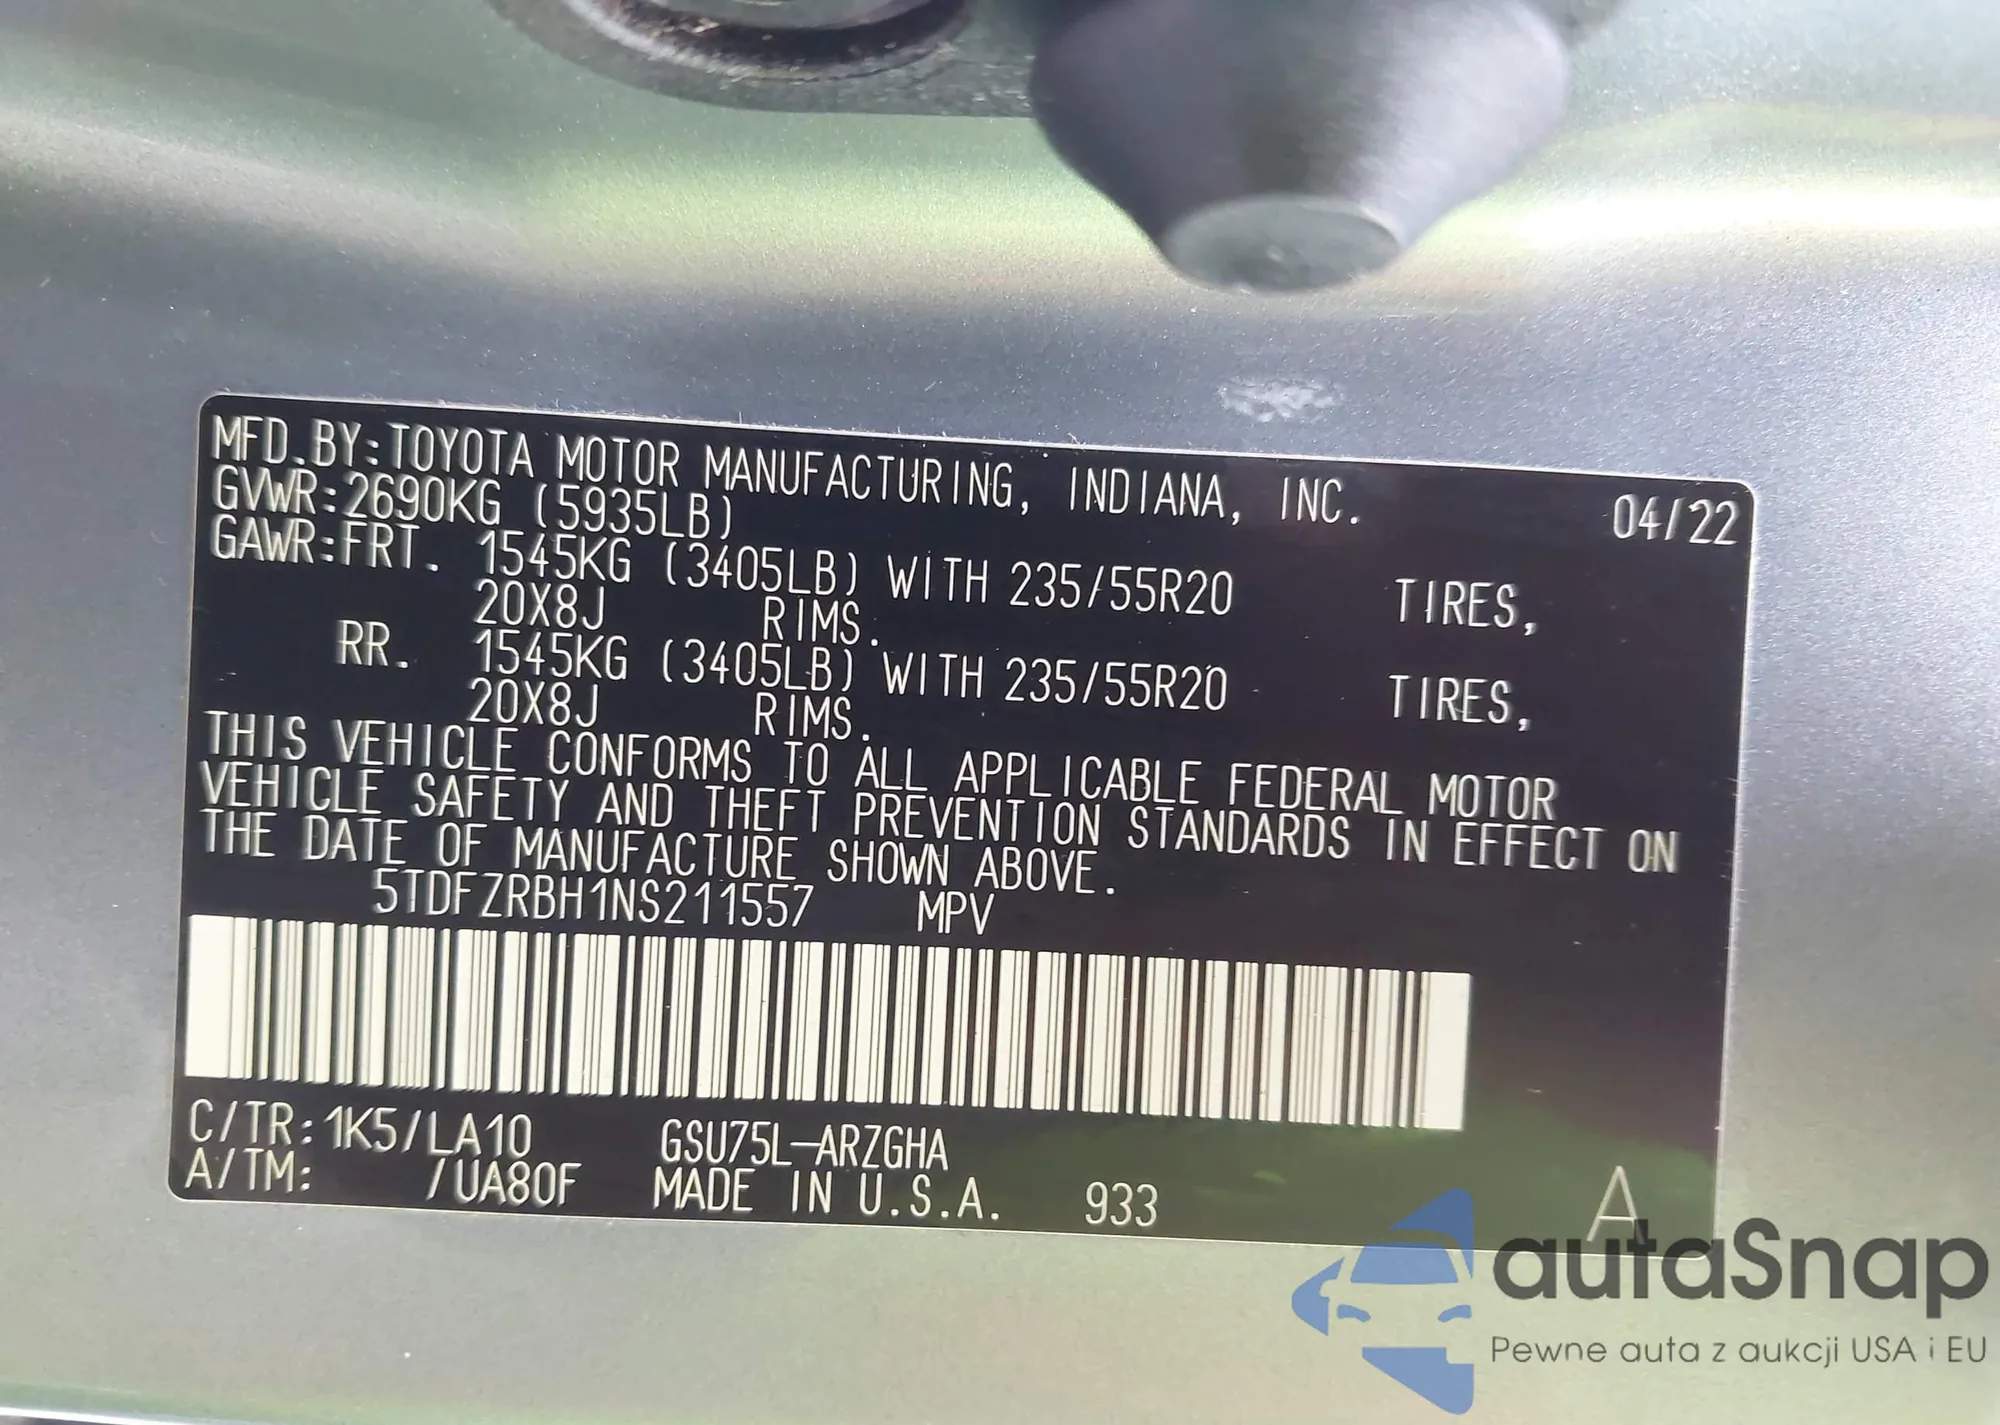 MFD.BY:TOYOTA MOTOR MANUFACTURING, INDIANA, INC. 04/22
GVWR:2690KG (5935LB)
GAWR:FRT. 1545KG (3405LB) WITH 235/55R20 TIRES,
20X8J RIMS.
RR. 1545KG (3405LB) WITH 235/55R20 TIRES,
20X8J RIMS.
THIS VEHICLE CONFORMS TO ALL APPLICABLE FEDERAL MOTOR
VEHICLE SAFETY AND THEFT PREVENTION STANDARDS IN EFFECT ON
THE DATE OF MANUFACTURE SHOWN ABOVE.
5TDFZRBH1NS211557 MPV
C/TR:1K5/LA10 GSU75L-ARZGHA
A/TM: /UA80F MADE IN U.S.A. 933 A
autaSnap
Pewne auta z aukcji USA i EU